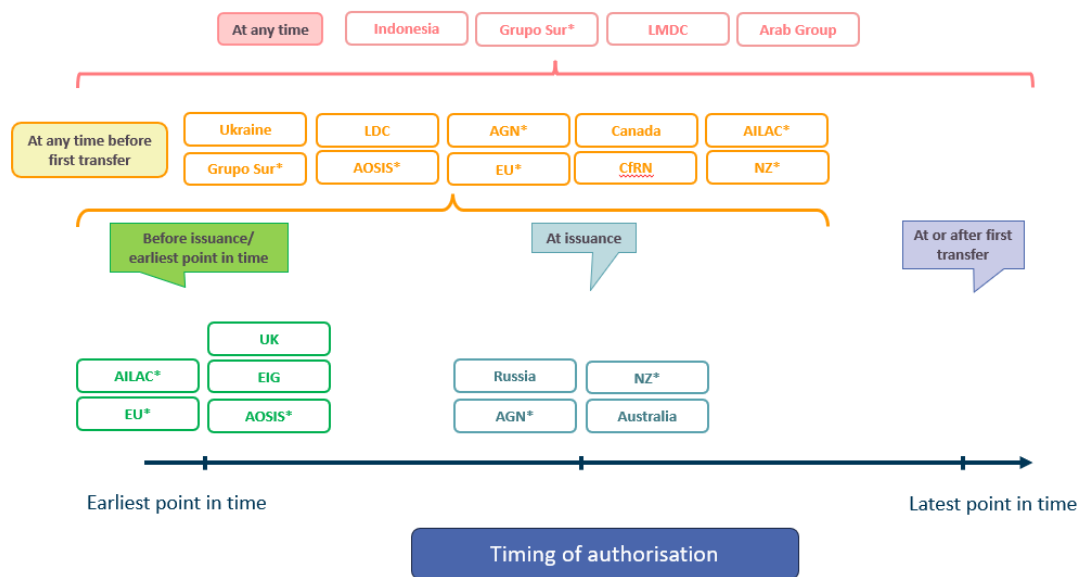 At any time
Indonesia
Grupo Sur*
LMDC
Arab Group
At any time before
first transfer
Ukraine
LDC
AGN*
Canada
AILAC*
Grupo Sur*
AOSIS*
EU*
CfRN
NZ*
Before issuance/
earliest point in time
At issuance
At or after first
transfer
UK
AILAC*
EIG
EU*
AOSIS*
Russia
NZ*
AGN*
Australia
Earliest point in time
Latest point in time
Timing of authorisation